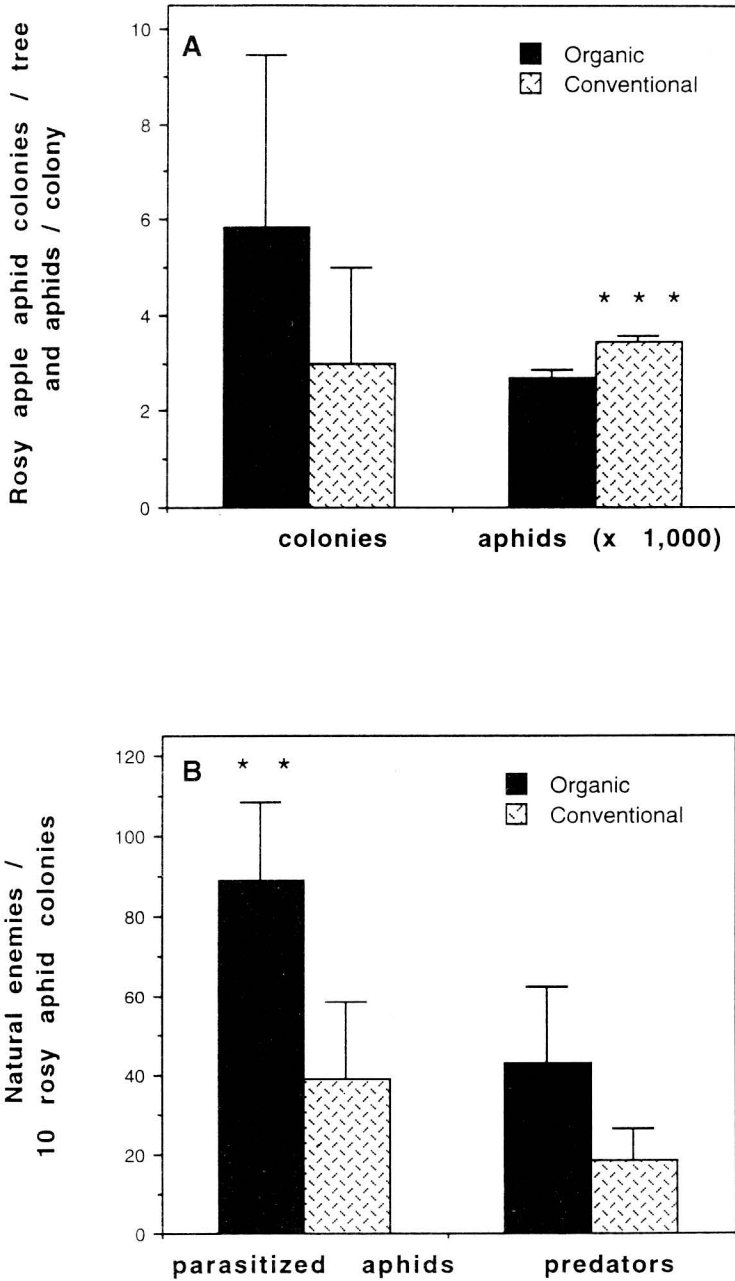 Rosy apple aphid colonies / tree
and aphids / colony
10
8
6
4
2
0
A
Organic
Conventional
* * *
colonies
aphids (x 1,000)
Natural enemies /
10 rosy aphid colonies
120
100
80
60
40
20
0
B
* *
Organic
Conventional
parasitized aphids
predators